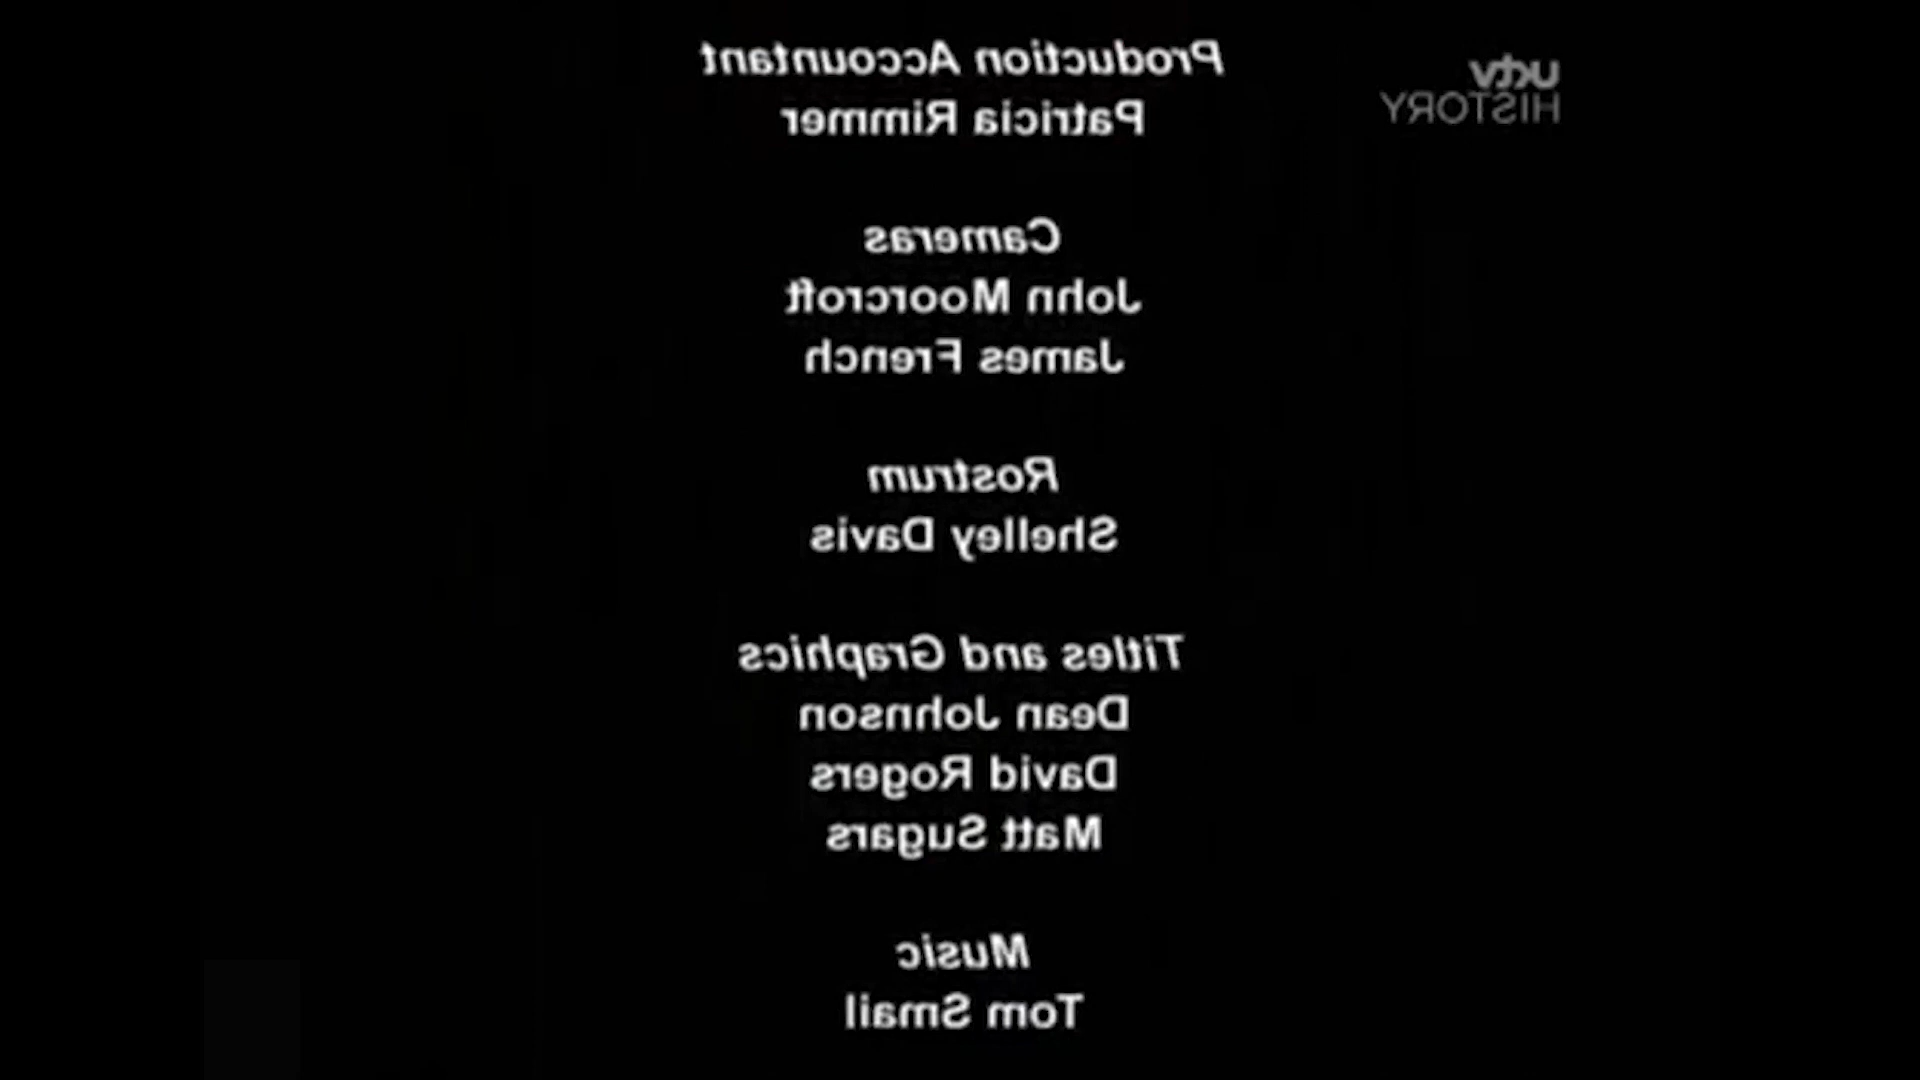 Production Accountant
Patricia Rimmer
uktv
HISTORY
Cameras
John Moorcroft
James French
Rostrum
Shelley Davis
Titles and Graphics
Dean Johnson
David Rogers
Matt Sugars
Music
Tom Smail